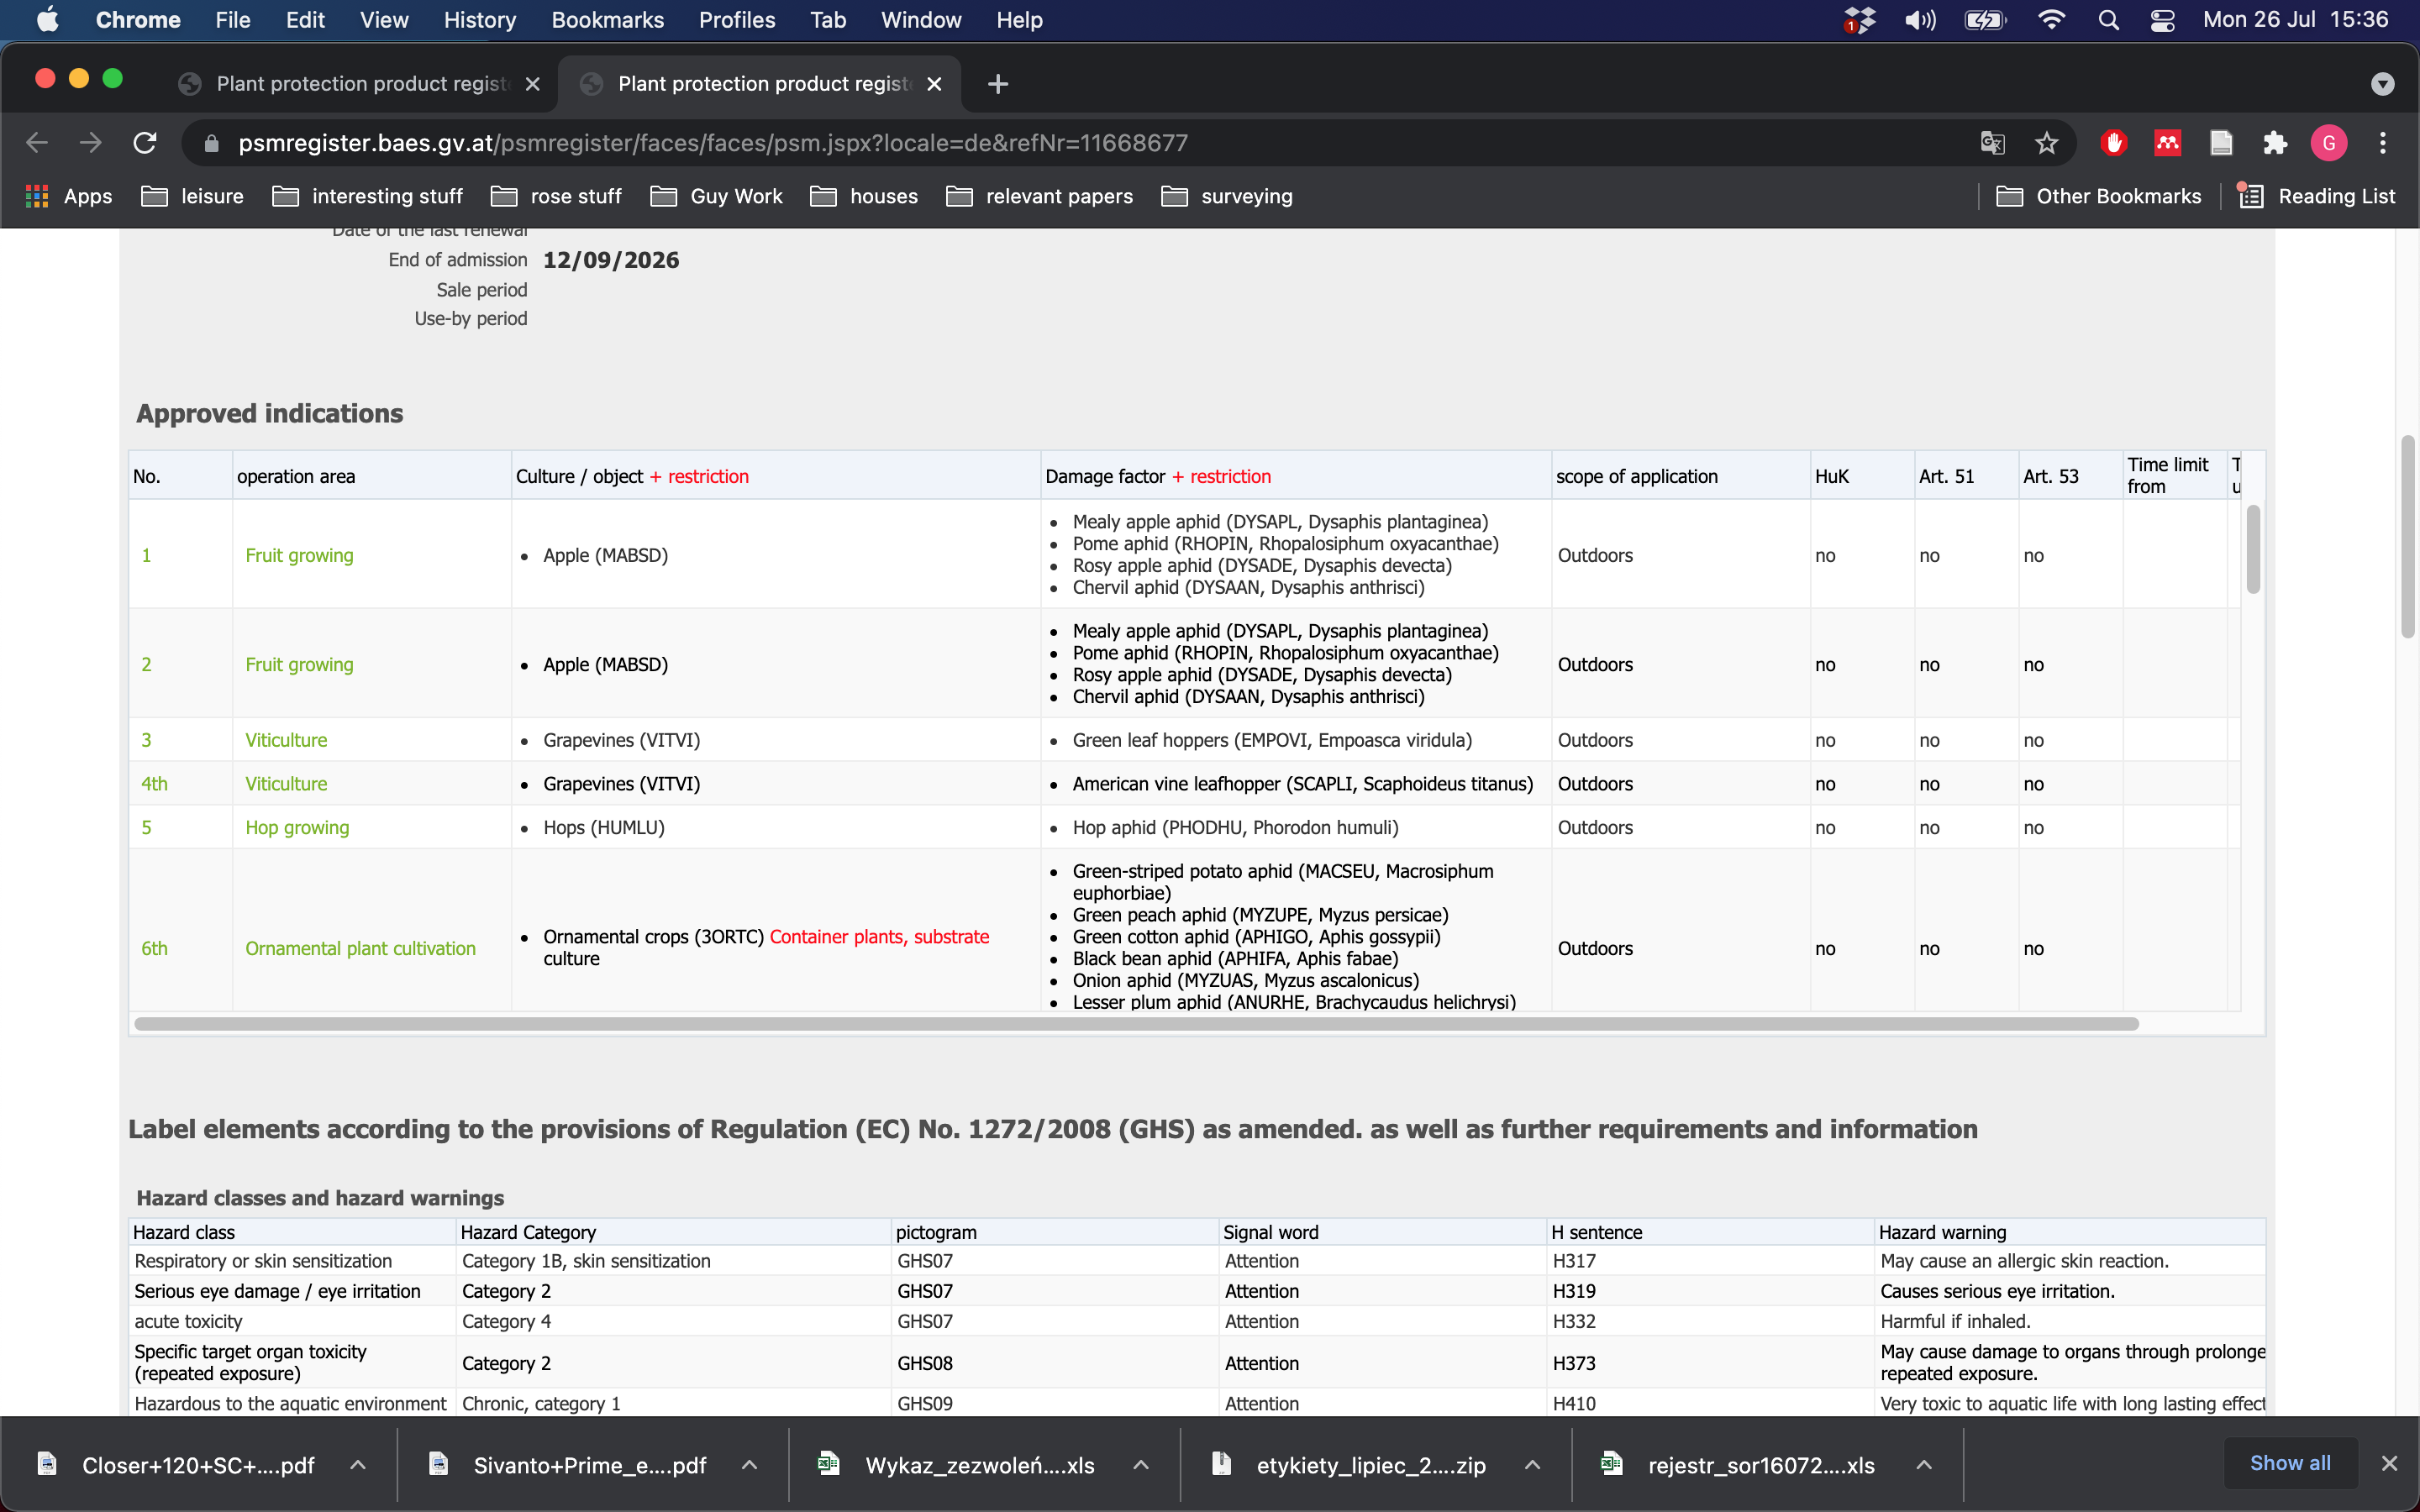 Chrome File Edit View History Bookmarks Profiles Tab Window Help 1 Mon 26 Jul 15:36
Plant protection product regist Plant protection product regist
psmregister.baes.gv.at/psmregister/faces/faces/psm.jspx?locale=de&refNr=11668677 G
Apps leisure interesting stuff rose stuff Guy Work houses relevant papers surveying Other Bookmarks Reading List
Date of the last renewal
End of admission 12/09/2026
Sale period
Use-by period
Approved indications
No. operation area Culture / object + restriction Damage factor + restriction scope of application HuK Art. 51 Art. 53 Time limit from
1 Fruit growing • Apple (MABSD) • Mealy apple aphid (DYSAPL, Dysaphis plantaginea) Outdoors no no no
• Pome aphid (RHOPIN, Rhopalosiphum oxyacanthae)
• Rosy apple aphid (DYSADE, Dysaphis devecta)
• Chervil aphid (DYSAAN, Dysaphis anthrisci)
2 Fruit growing • Apple (MABSD) • Mealy apple aphid (DYSAPL, Dysaphis plantaginea) Outdoors no no no
• Pome aphid (RHOPIN, Rhopalosiphum oxyacanthae)
• Rosy apple aphid (DYSADE, Dysaphis devecta)
• Chervil aphid (DYSAAN, Dysaphis anthrisci)
3 Viticulture • Grapevines (VITVI) • Green leaf hoppers (EMPOVI, Empoasca viridula) Outdoors no no no
4th Viticulture • Grapevines (VITVI) • American vine leafhopper (SCAPLI, Scaphoideus titanus) Outdoors no no no
5 Hop growing • Hops (HUMLU) • Hop aphid (PHODHU, Phorodon humuli) Outdoors no no no
6th Ornamental plant cultivation • Ornamental crops (3ORTC) Container plants, substrate culture • Green-striped potato aphid (MACSEU, Macrosiphum euphorbiae) Outdoors no no no
• Green peach aphid (MYZUPE, Myzus persicae)
• Green cotton aphid (APHIGO, Aphis gossypii)
• Black bean aphid (APHIFA, Aphis fabae)
• Onion aphid (MYZUAS, Myzus ascalonicus)
• Lesser plum aphid (ANURHE, Brachycaudus helichrysi)
Label elements according to the provisions of Regulation (EC) No. 1272/2008 (GHS) as amended. as well as further requirements and information
Hazard classes and hazard warnings
Hazard class Hazard Category pictogram Signal word H sentence Hazard warning
Respiratory or skin sensitization Category 1B, skin sensitization GHS07 Attention H317 May cause an allergic skin reaction.
Serious eye damage / eye irritation Category 2 GHS07 Attention H319 Causes serious eye irritation.
acute toxicity Category 4 GHS07 Attention H332 Harmful if inhaled.
Specific target organ toxicity (repeated exposure) Category 2 GHS08 Attention H373 May cause damage to organs through prolonge repeated exposure.
Hazardous to the aquatic environment Chronic, category 1 GHS09 Attention H410 Very toxic to aquatic life with long lasting effect
Closer+120+SC+....pdf Sivanto+Prime_e....pdf Wykaz_zezwoleń....xls etykiety_lipiec_2....zip rejestr_sor16072....xls Show all